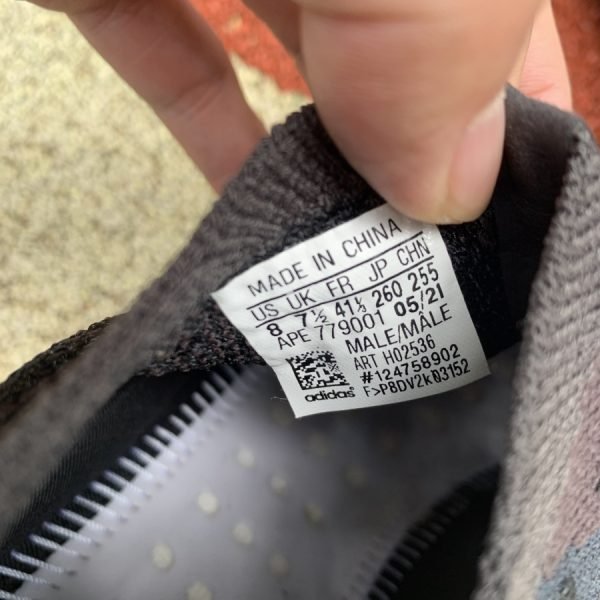 MADE IN CHINA
US UK FR JP CHN
8 7½ 41⅓ 260 255
APE 779001 05/21
MALE/MÂLE
ART H02536
#124758902
F>P8DV2K03152
adidas